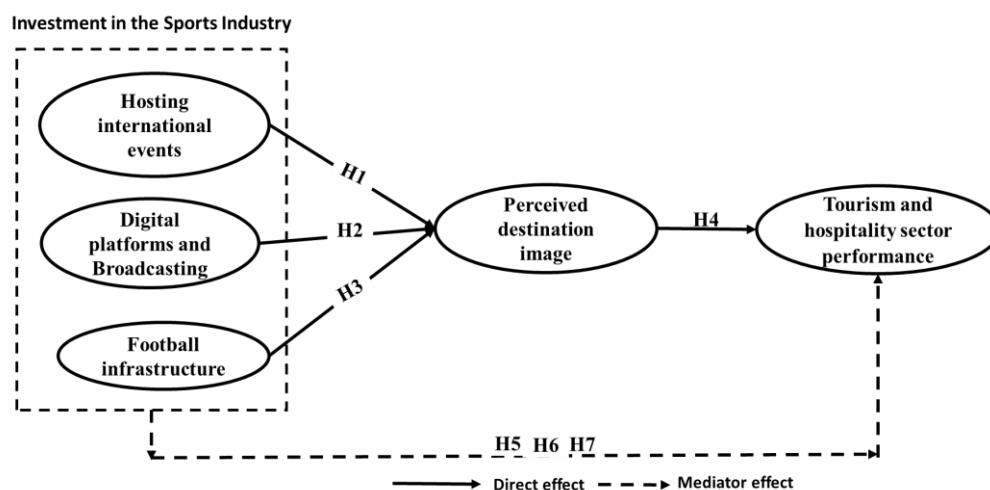 Investment in the Sports Industry
Hosting
international
events
H1
Digital
platforms and
Broadcasting
H2
Football
infrastructure
H3
Perceived
destination
image
H4
Tourism and
hospitality sector
performance
H5 H6 H7
Direct effect
Mediator effect